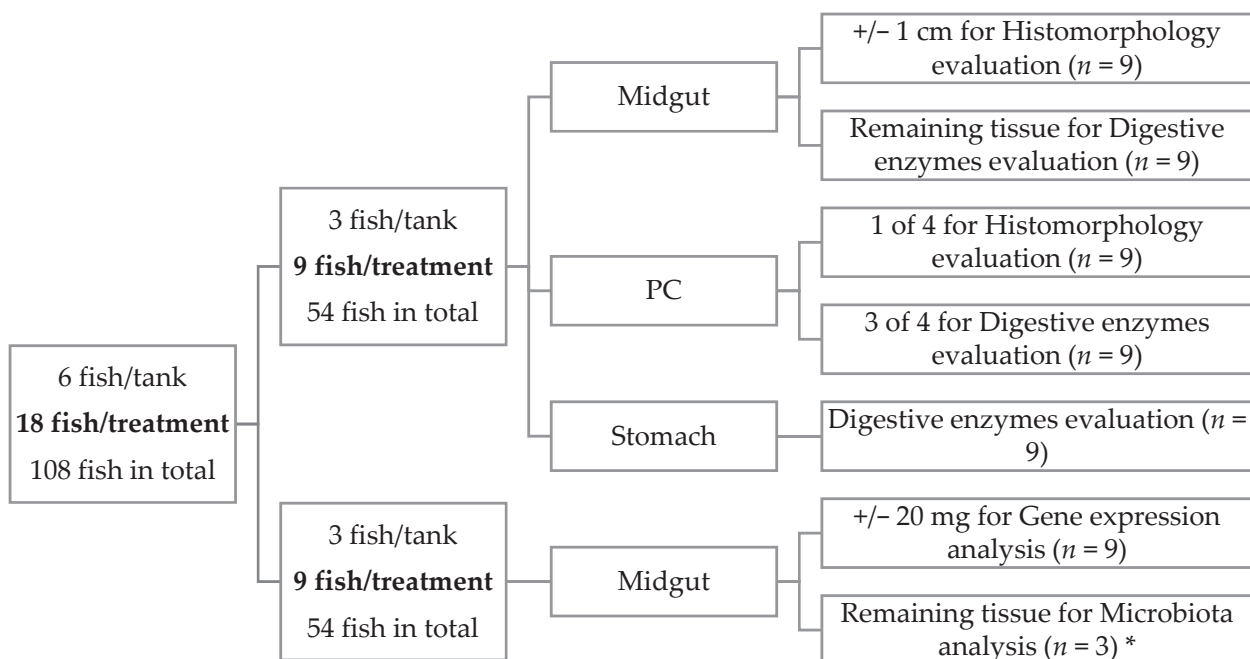 6 fish/tank
18 fish/treatment
108 fish in total
3 fish/tank
9 fish/treatment
54 fish in total
Midgut
+/− 1 cm for Histomorphology
evaluation (n = 9)
Remaining tissue for Digestive
enzymes evaluation (n = 9)
PC
1 of 4 for Histomorphology
evaluation (n = 9)
3 of 4 for Digestive enzymes
evaluation (n = 9)
Stomach
Digestive enzymes evaluation (n =
9)
3 fish/tank
9 fish/treatment
54 fish in total
Midgut
+/− 20 mg for Gene expression
analysis (n = 9)
Remaining tissue for Microbiota
analysis (n = 3) *